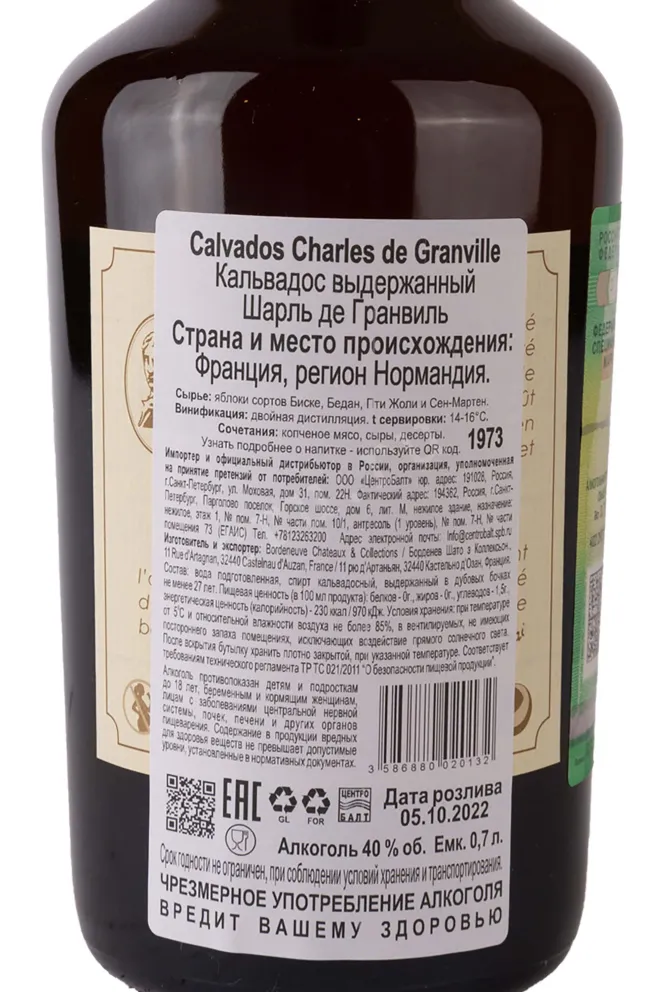 Calvados Charles de Granville
Кальвадос выдержанный
Шарль де Гранвиль
Страна и место происхождения:
Франция, регион Нормандия.
Сырье: яблоки сортов Биске, Бедан, Пти Жоли и Сен-Мартен.
Винификация: двойная дистилляция. t сервировки: 14-16°С.
Сочетания: копченое мясо, сыры, десерты.
Узнать подробнее о напитке - используйте QR код. 1973
Импортер и официальный дистрибьютор в России, организация, уполномоченная
на принятие претензий от потребителей: ООО «ЦентроБалт» юр. адрес: 191028, Россия,
г.Санкт-Петербург, ул. Моховая, дом 31, пом. 22Н. Фактический адрес: 194362, Россия, г.Санкт-
Петербург, Парголово поселок, Горское шоссе, дом 6, лит. М, нежилое здание, назначение:
нежилое, этаж 1, № пом. 7-Н, № части пом. 10/1, антресоль (1 уровень), № пом. 7-Н, № части
помещения 73 (ЕГАИС) Тел. +78123263200 Адрес электронной почты: Info@centrobalt.spb.ru
Изготовитель и экспортер: Bordeneuve Chateaux & Collections / Борденев Шато э Коллексьон,
11 Rue d'Artagnan, 32440 Castelnau d'Auzan, France / 11 рю д'Артаньян, 32440 Кастельно д'Озан, Франция.
Состав: вода подготовленная, спирт кальвадосный, выдержанный в дубовых бочках
не менее 27 лет. Пищевая ценность (в 100 мл продукта): белков - 0г., жиров - 0г., углеводов - 1,5г.
энергетическая ценность (калорийность) - 230 ккал / 970 кДж. Условия хранения: при температуре
от 5°С и относительной влажности воздуха не более 85%, в вентилируемых, не имеющих
постороннего запаха помещениях, исключающих воздействие прямого солнечного света.
После вскрытия бутылку хранить плотно закрытой, при указанной температуре. Соответствует
требованиям технического регламента ТР ТС 021/2011 "О безопасности пищевой продукции".
Алкоголь противопоказан детям и подросткам
до 18 лет, беременным и кормящим женщинам,
лицам с заболеваниями центральной нервной
системы, почек, печени и других органов
пищеварения. Содержание в продукции вредных
для здоровья веществ не превышает допустимые
уровни, установленные в нормативных документах.
3 586880 020132
EAC
GL FOR
ЦЕНТРО
БАЛТ
Дата розлива
05.10.2022
Алкоголь 40 % об. Емк. 0,7 л.
Срок годности не ограничен, при соблюдении условий хранения и транспортирования.
ЧРЕЗМЕРНОЕ УПОТРЕБЛЕНИЕ АЛКОГОЛЯ
ВРЕДИТ ВАШЕМУ ЗДОРОВЬЮ